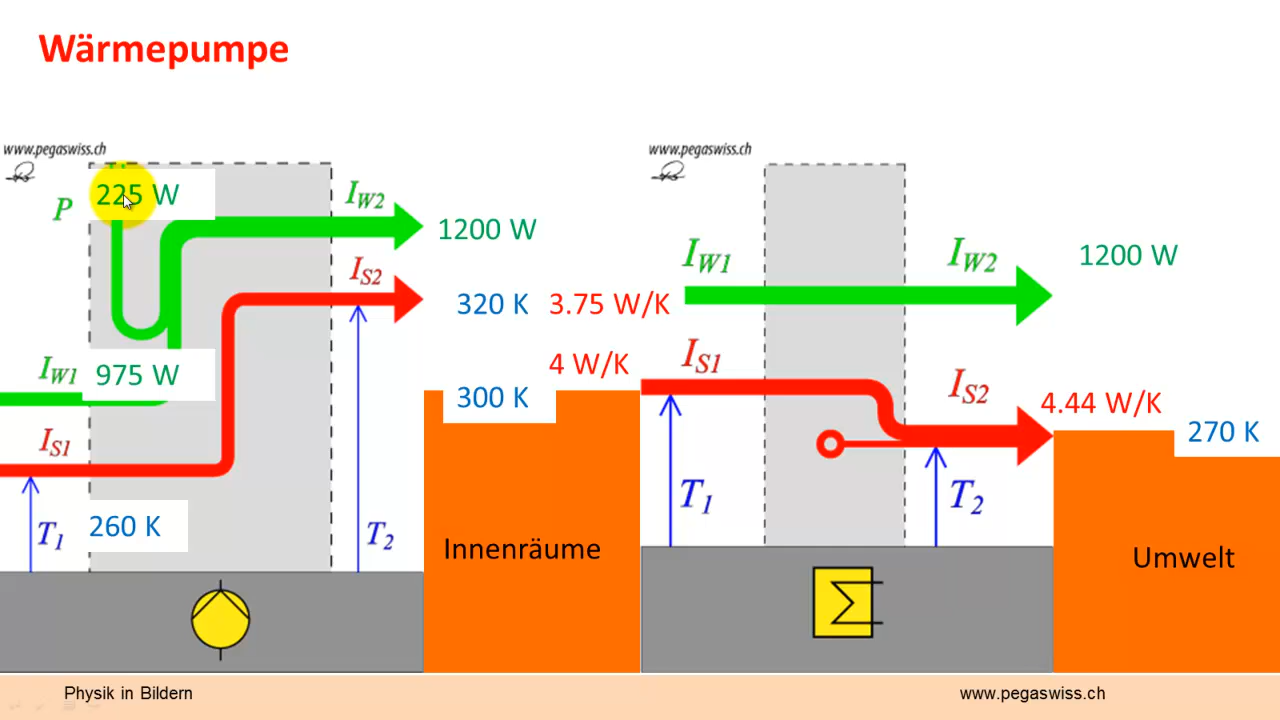 Wärmepumpe
www.pegaswiss.ch
www.pegaswiss.ch
P
225 W
I_W2
1200 W
I_S2
320 K
3.75 W/K
I_W1
975 W
4 W/K
300 K
I_S1
T_1
260 K
T_2
Innenräume
I_W1
I_W2
1200 W
I_S1
I_S2
4.44 W/K
270 K
T_1
T_2
Umwelt
Physik in Bildern
www.pegaswiss.ch